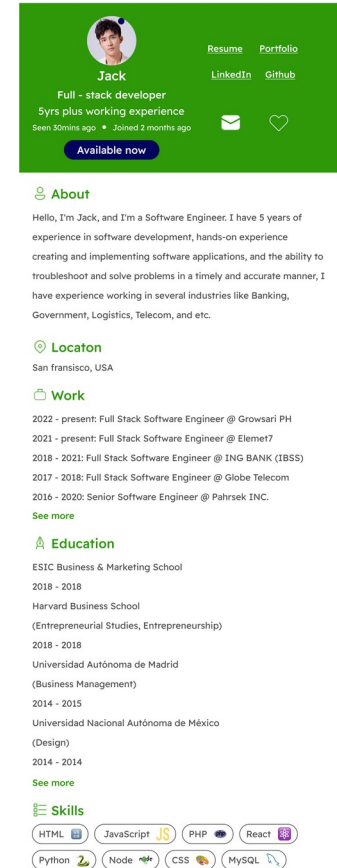 Jack
Full - stack developer
5yrs plus working experience
Seen 30mins ago • Joined 2 months ago
Available now
Resume Portfolio
LinkedIn Github
About
Hello, I'm Jack, and I'm a Software Engineer. I have 5 years of
experience in software development, hands-on experience
creating and implementing software applications, and the ability to
troubleshoot and solve problems in a timely and accurate manner, I
have experience working in several industries like Banking,
Government, Logistics, Telecom, and etc.
Locaton
San fransisco, USA
Work
2022 - present: Full Stack Software Engineer @ Growsari PH
2021 - present: Full Stack Software Engineer @ Elemet7
2018 - 2021: Full Stack Software Engineer @ ING BANK (IBSS)
2017 - 2018: Full Stack Software Engineer @ Globe Telecom
2016 - 2020: Senior Software Engineer @ Pahrsek INC.
See more
Education
ESIC Business & Marketing School
2018 - 2018
Harvard Business School
(Entrepreneurial Studies, Entrepreneurship)
2018 - 2018
Universidad Autónoma de Madrid
(Business Management)
2014 - 2015
Universidad Nacional Autónoma de México
(Design)
2014 - 2014
See more
Skills
HTML JavaScript JS PHP React
Python Node CSS MySQL